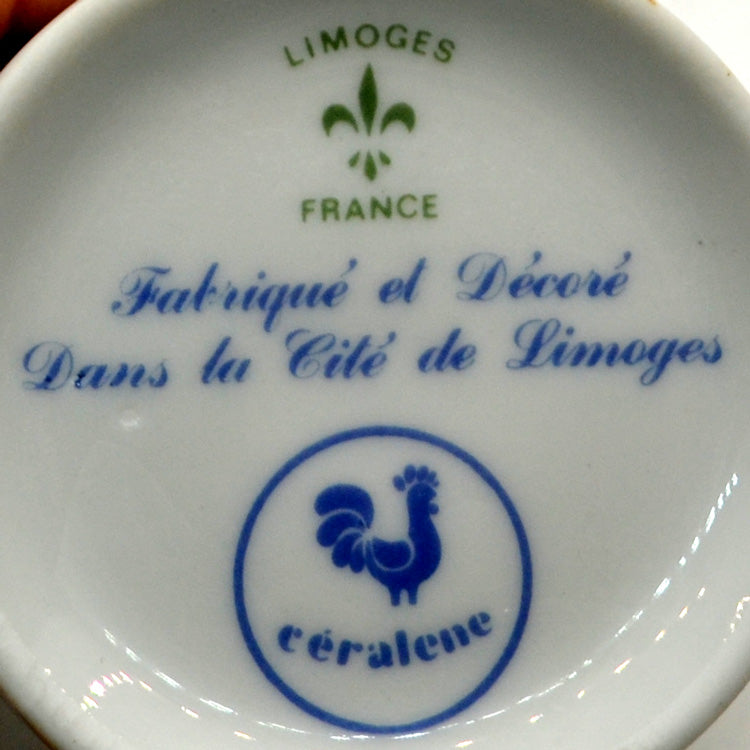 LIMOGES
FRANCE
Fabriqué et Décoré
Dans la Cité de Limoges
céralene